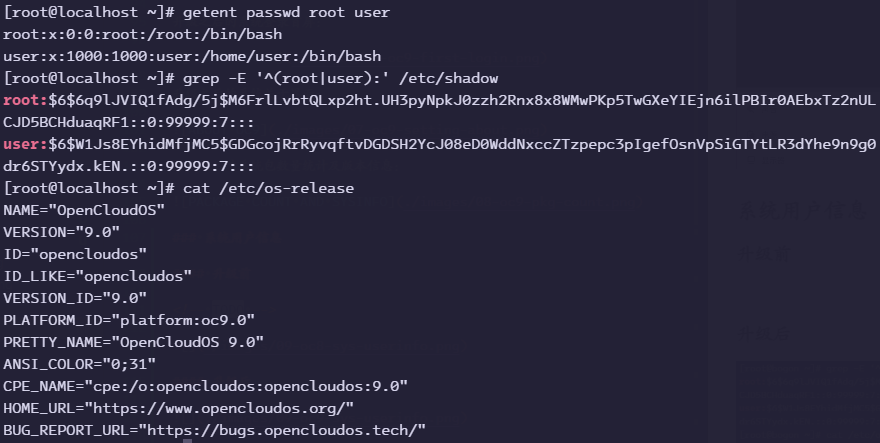 [root@localhost ~]# getent passwd root user
root:x:0:0:root:/root:/bin/bash
user:x:1000:1000:user:/home/user:/bin/bash
[root@localhost ~]# grep -E '^(root|user):' /etc/shadow
root:$6$6q9lJVIQ1fAdg/5j$M6FrlLvbtQLxp2ht.UH3pyNpkJ0zzh2Rnx8x8WMwPKp5TwGXeYIEjn6ilPBIr0AEbxTz2nUL
CJD5BCHduaqRF1::0:99999:7:::
user:$6$W1Js8EYhidMfjMC5$GDGcojRrRyvqftvDGDSH2YcJ08eD0WddNxccZTzpepc3pIgefOsnVpSiGTYtLR3dYhe9n9g0
dr6STYydx.kEN.::0:99999:7:::
[root@localhost ~]# cat /etc/os-release
NAME="OpenCloudOS"
VERSION="9.0"
ID="opencloudos"
ID_LIKE="opencloudos"
VERSION_ID="9.0"
PLATFORM_ID="platform:oc9.0"
PRETTY_NAME="OpenCloudOS 9.0"
ANSI_COLOR="0;31"
CPE_NAME="cpe:/o:opencloudos:opencloudos:9.0"
HOME_URL="https://www.opencloudos.org/"
BUG_REPORT_URL="https://bugs.opencloudos.tech/"